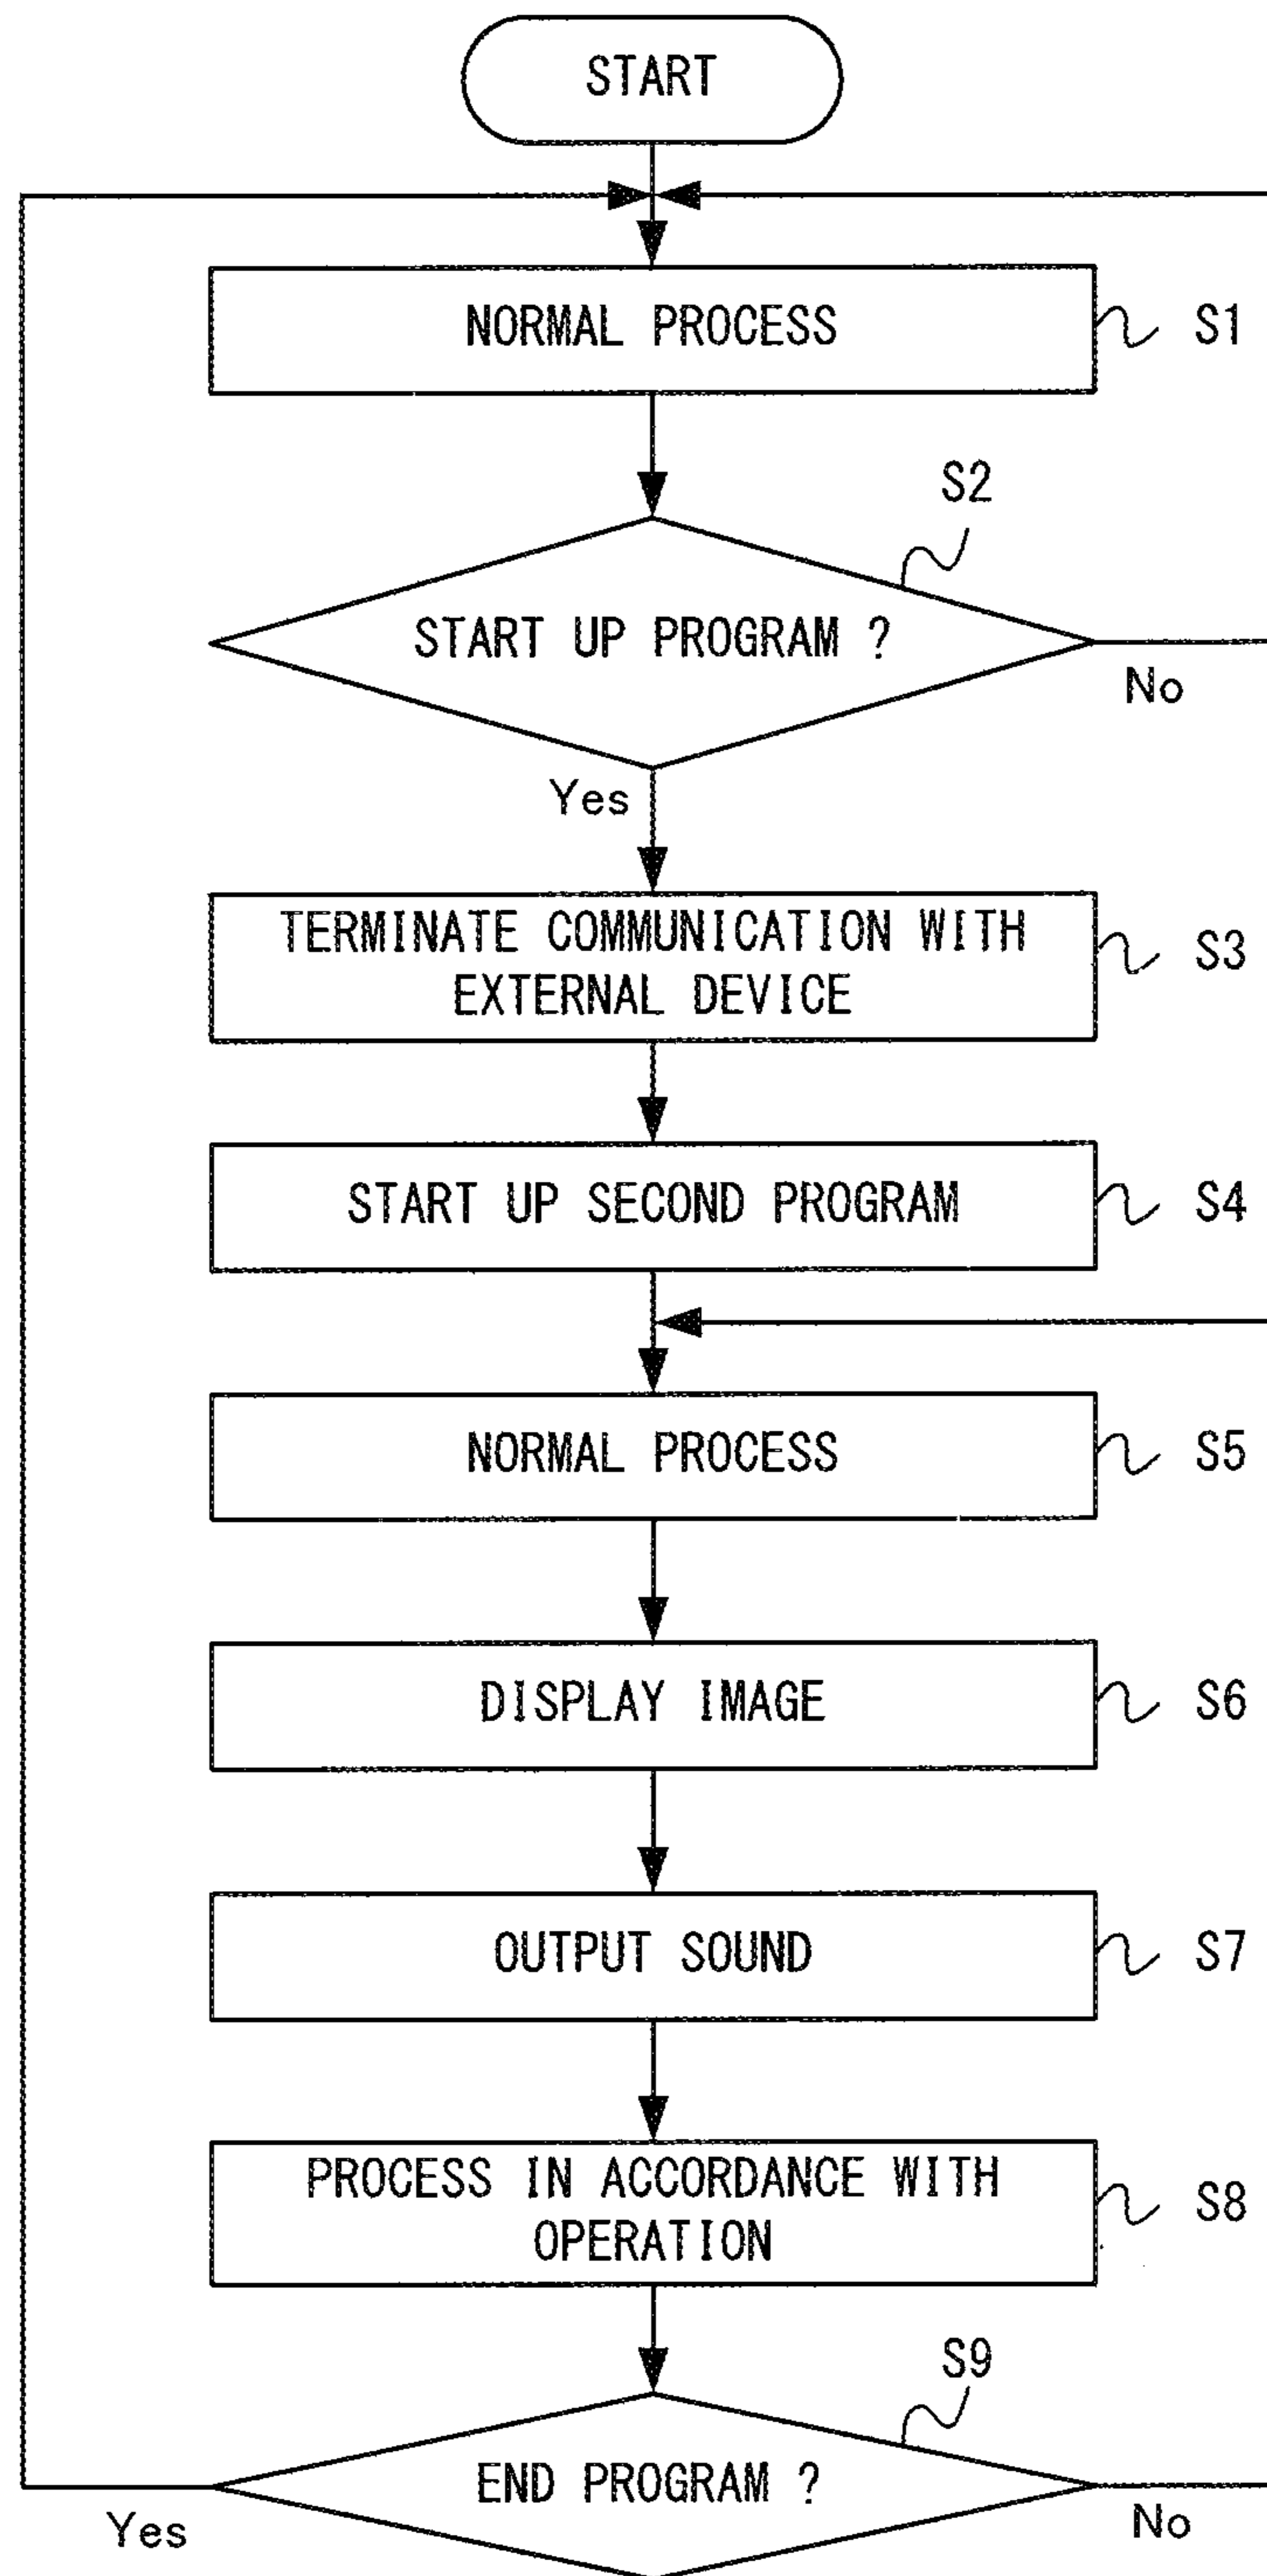 START
NORMAL PROCESS
S1
S2
START UP PROGRAM ?
No
Yes
TERMINATE COMMUNICATION WITH
EXTERNAL DEVICE
S3
START UP SECOND PROGRAM
S4
NORMAL PROCESS
S5
DISPLAY IMAGE
S6
OUTPUT SOUND
S7
PROCESS IN ACCORDANCE WITH
OPERATION
S8
S9
END PROGRAM ?
Yes
No